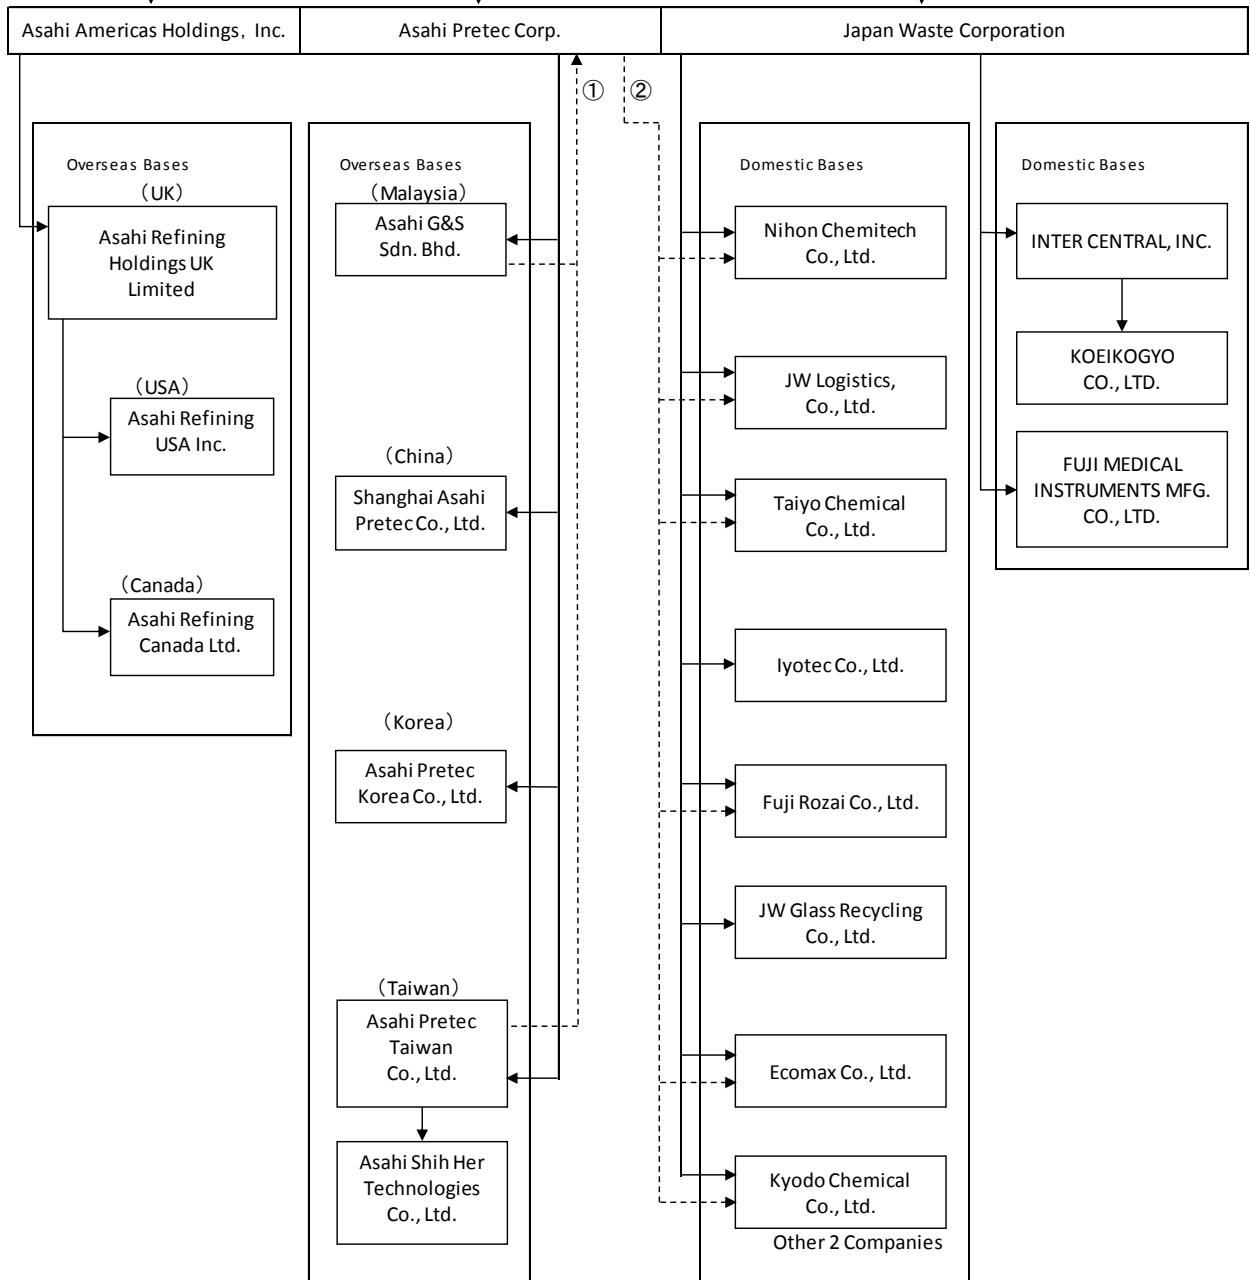 Asahi Americas Holdings, Inc.
Asahi Pretec Corp.
Japan Waste Corporation
①
②
Overseas Bases
（UK）
Asahi Refining
Holdings UK
Limited
（USA）
Asahi Refining
USA Inc.
（Canada）
Asahi Refining
Canada Ltd.
Overseas Bases
（Malaysia）
Asahi G&S
Sdn. Bhd.
（China）
Shanghai Asahi
Pretec Co., Ltd.
（Korea）
Asahi Pretec
Korea Co., Ltd.
（Taiwan）
Asahi Pretec
Taiwan
Co., Ltd.
Asahi Shih Her
Technologies
Co., Ltd.
Domestic Bases
Nihon Chemitech
Co., Ltd.
JW Logistics,
Co., Ltd.
Taiyo Chemical
Co., Ltd.
Iyotec Co., Ltd.
Fuji Rozai Co., Ltd.
JW Glass Recycling
Co., Ltd.
Ecomax Co., Ltd.
Kyodo Chemical
Co., Ltd.
Other 2 Companies
Domestic Bases
INTER CENTRAL, INC.
KOEIKOGYO
CO., LTD.
FUJI MEDICAL
INSTRUMENTS MFG.
CO., LTD.